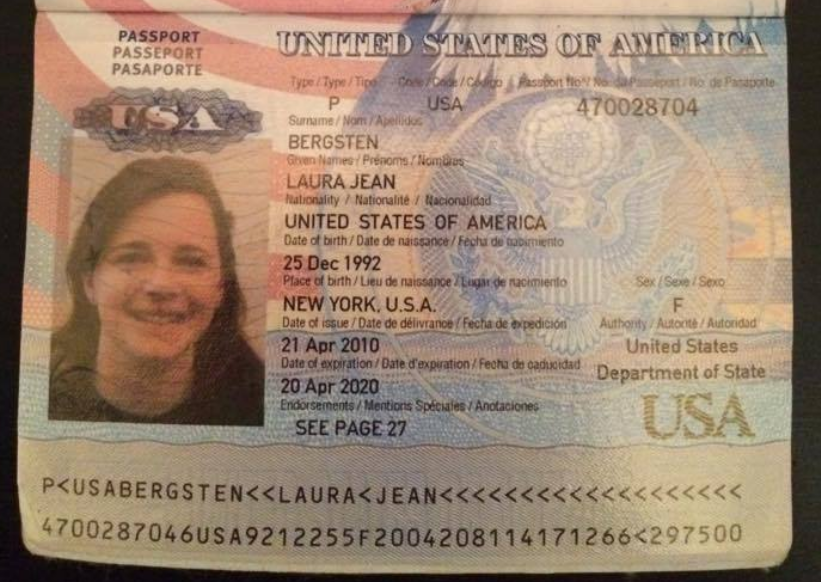 PASSPORT
PASSEPORT
PASAPORTE
UNITED STATES OF AMERICA
USA
Type / Type / Tipo Code / Code / Código Passport No / No. du Passeport / No. de Pasaporte
P USA 470028704
Surname / Nom / Apellidos
BERGSTEN
Given Names / Prénoms / Nombres
LAURA JEAN
Nationality / Nationalité / Nacionalidad
UNITED STATES OF AMERICA
Date of birth / Date de naissance / Fecha de nacimiento
25 Dec 1992
Place of birth / Lieu de naissance / Lugar de nacimiento Sex / Sexe / Sexo
NEW YORK, U.S.A. F
Date of issue / Date de délivrance / Fecha de expedición Authority / Autorité / Autoridad
21 Apr 2010 United States
Date of expiration / Date d'expiration / Fecha de caducidad Department of State
20 Apr 2020
Endorsements / Mentions Spéciales / Anotaciones USA
SEE PAGE 27
P<USABERGSTEN<<LAURA<JEAN<<<<<<<<<<<<<<<<<<<
4700287046USA9212255F2004208114171266<297500